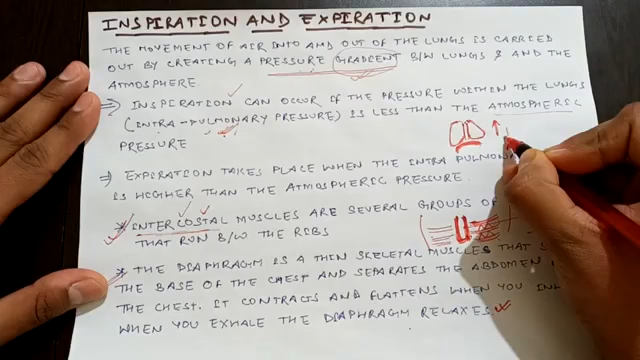 INSPIRATION AND EXPIRATION
THE MOVEMENT OF AIR INTO AND OUT OF THE LUNGS IS CARRIED
OUT BY CREATING A PRESSURE GRADIENT B/W LUNGS & AND THE
ATMOSPHERE.
INSPIRATION CAN OCCUR IF THE PRESSURE WITHIN THE LUNGS
(INTRA-PULMONARY PRESSURE) IS LESS THAN THE ATMOSPHERIC
PRESSURE
EXPIRATION TAKES PLACE WHEN THE INTRA PULMONA
IS HIGHER THAN THE ATMOSPHERIC PRESSURE.
* INTERCOSTAL MUSCLES ARE SEVERAL GROUPS OF
THAT RUN B/W THE RIBS
* THE DIAPHRAGM IS A THIN SKELETAL MUSCLES THAT S
THE BASE OF THE CHEST AND SEPARATES THE ABDOMEN
THE CHEST. IT CONTRACTS AND FLATTENS WHEN YOU IN
WHEN YOU EXHALE THE DIAPHRAGM RELAXES.